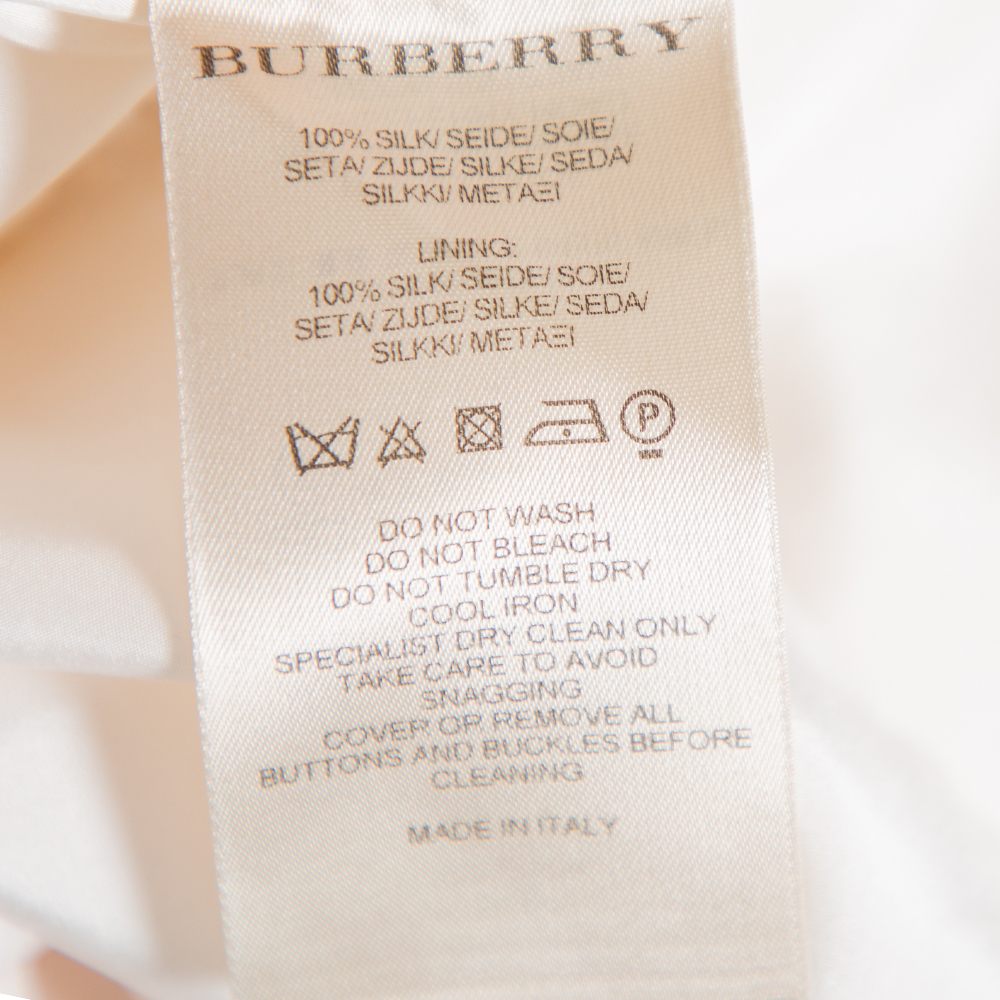 BURBERRY
100% SILK/ SEIDE/ SOIE/
SETA/ ZIJDE/ SILKE/ SEDA/
SILKKI/ ΜΕΤΑΞΙ
LINING:
100% SILK/ SEIDE/ SOIE/
SETA/ ZIJDE/ SILKE/ SEDA/
SILKKI/ ΜΕΤΑΞΙ
P
DO NOT WASH
DO NOT BLEACH
DO NOT TUMBLE DRY
COOL IRON
SPECIALIST DRY CLEAN ONLY
TAKE CARE TO AVOID
SNAGGING
COVER OR REMOVE ALL
BUTTONS AND BUCKLES BEFORE
CLEANING
MADE IN ITALY